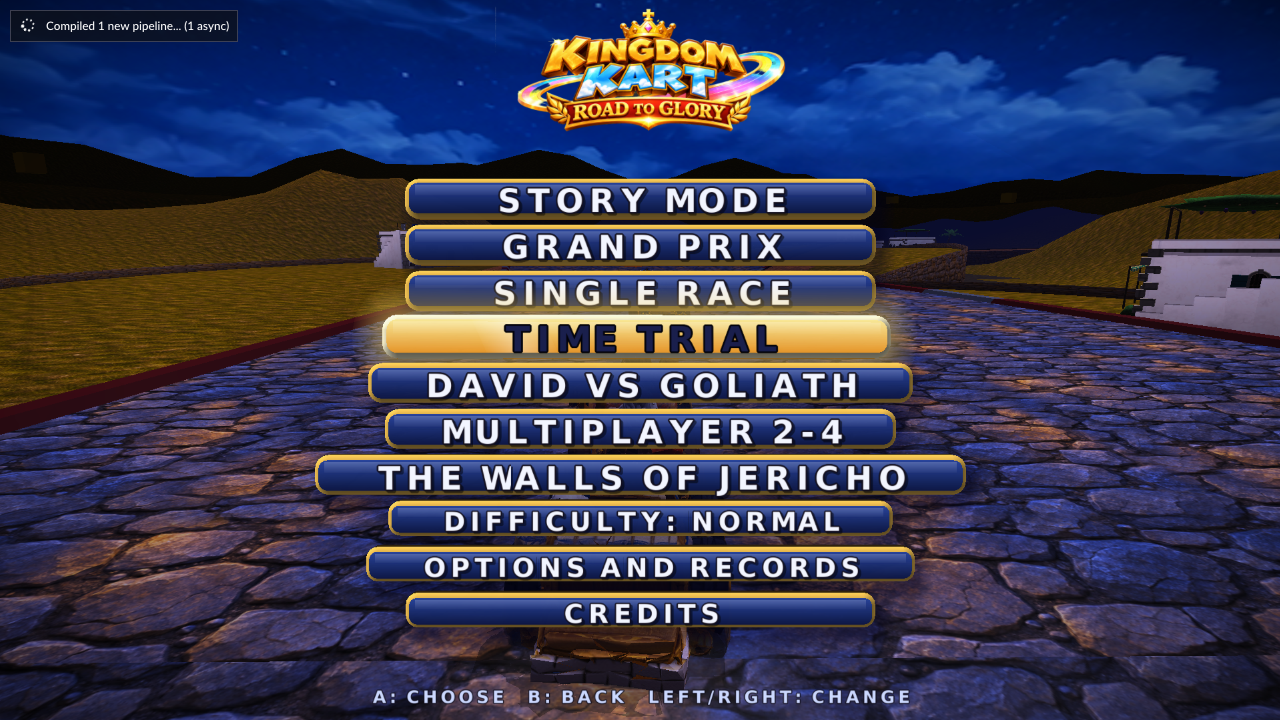 Compiled 1 new pipeline... (1 async)
KINGDOM
KART
ROAD TO GLORY
STORY MODE
GRAND PRIX
SINGLE RACE
TIME TRIAL
DAVID VS GOLIATH
MULTIPLAYER 2-4
THE WALLS OF JERICHO
DIFFICULTY: NORMAL
OPTIONS AND RECORDS
CREDITS
A: CHOOSE B: BACK LEFT/RIGHT: CHANGE